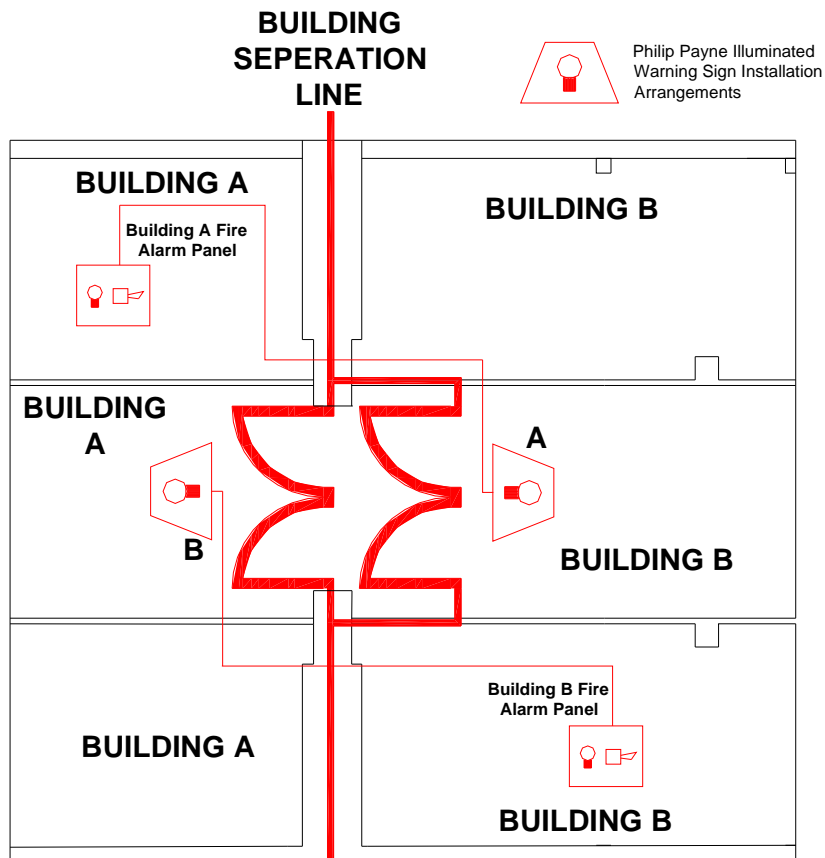 BUILDING
SEPERATION
LINE
Philip Payne Illuminated
Warning Sign Installation
Arrangements
BUILDING A
BUILDING B
Building A Fire
Alarm Panel
BUILDING
A
A
B
BUILDING B
Building B Fire
Alarm Panel
BUILDING A
BUILDING B